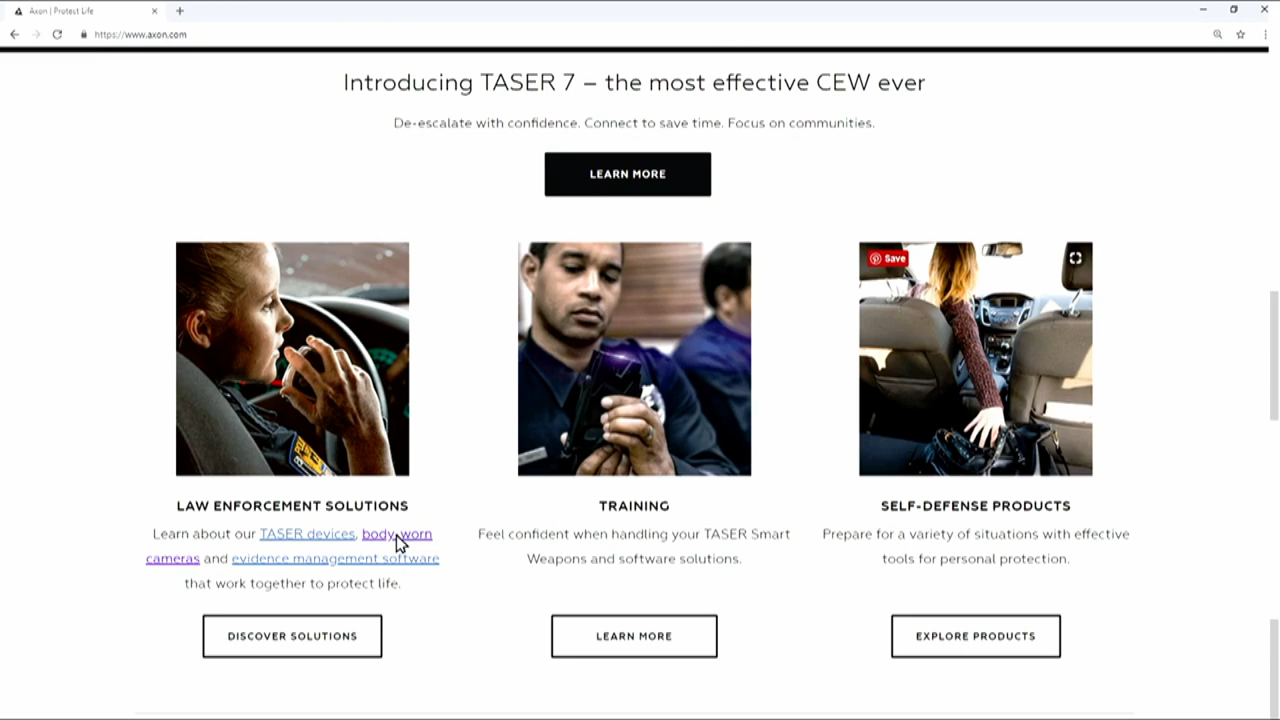 Axon | Protect Life
https://www.axon.com
Introducing TASER 7 – the most effective CEW ever
De-escalate with confidence. Connect to save time. Focus on communities.
LEARN MORE
Save
LAW ENFORCEMENT SOLUTIONS
Learn about our TASER devices, body-worn
cameras and evidence management software
that work together to protect life.
DISCOVER SOLUTIONS
TRAINING
Feel confident when handling your TASER Smart
Weapons and software solutions.
LEARN MORE
SELF-DEFENSE PRODUCTS
Prepare for a variety of situations with effective
tools for personal protection.
EXPLORE PRODUCTS